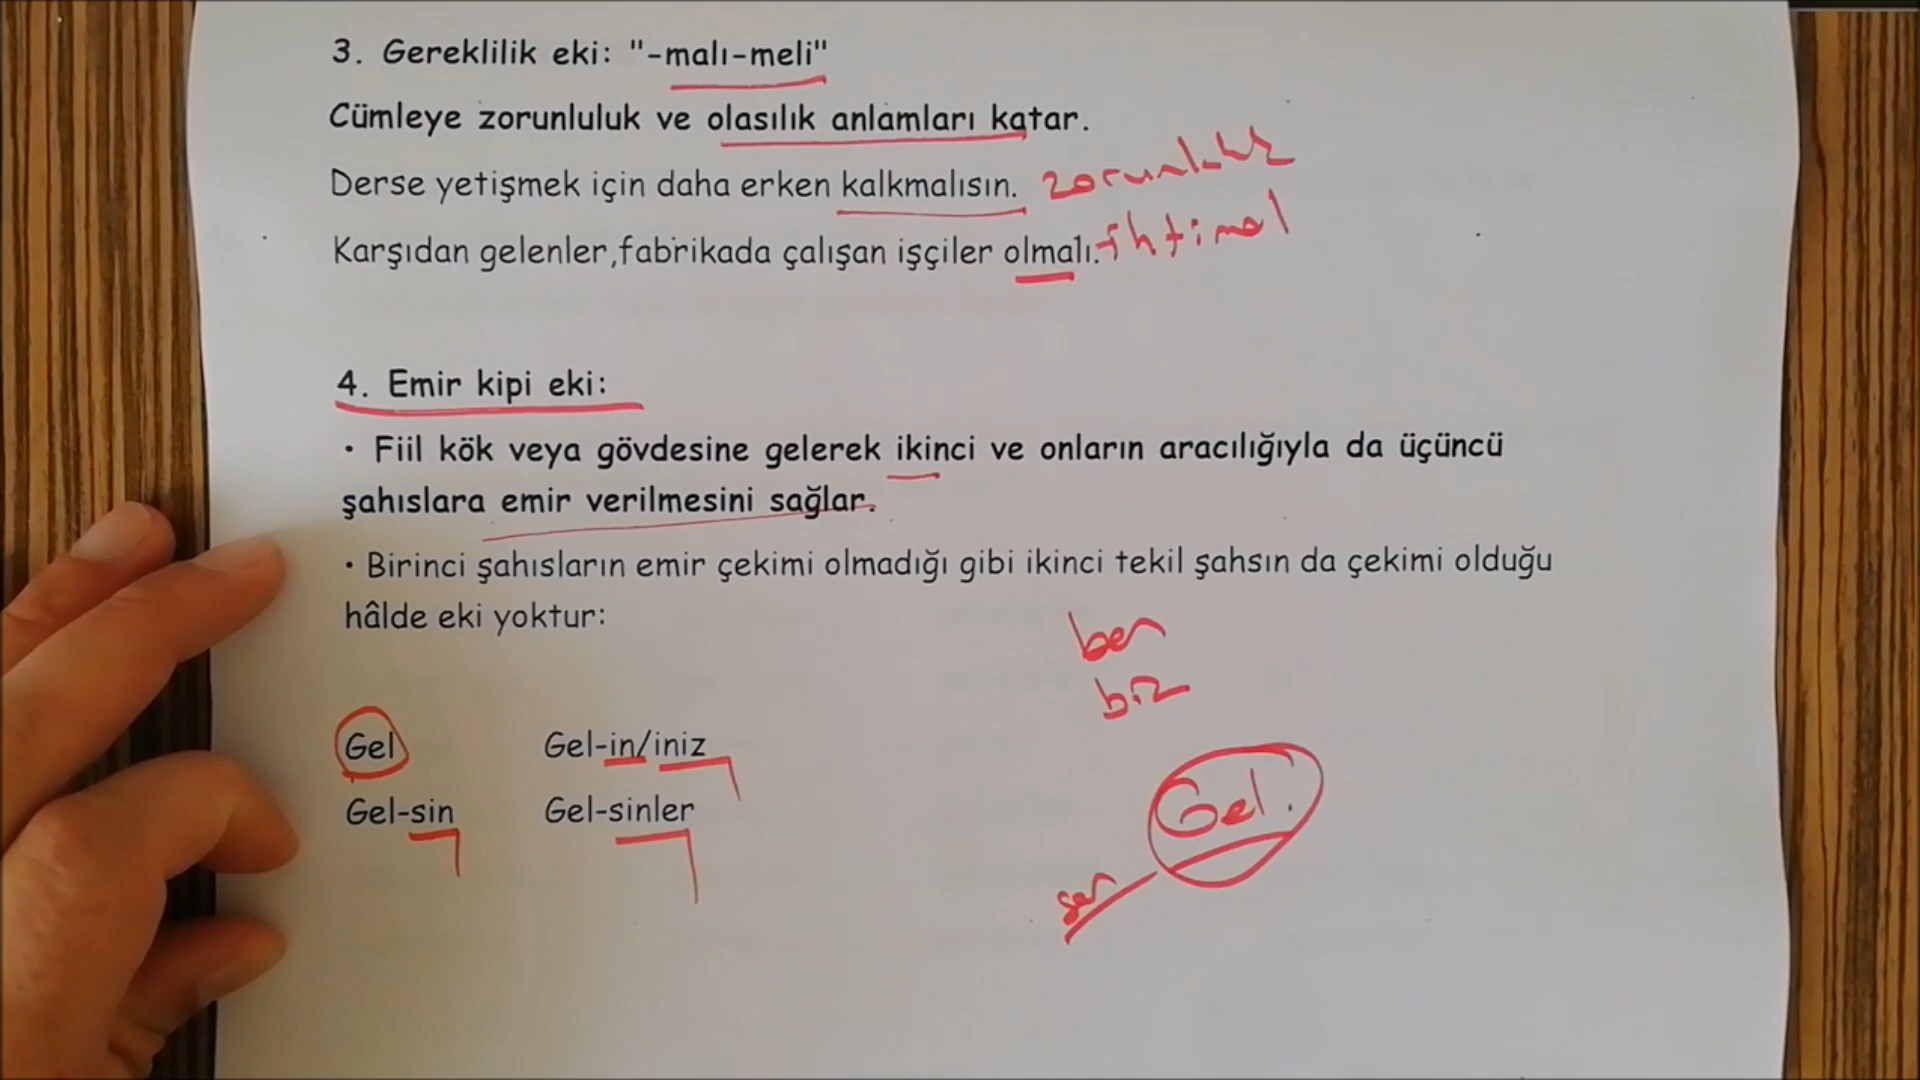 3. Gereklilik eki: "-malı-meli"
Cümleye zorunluluk ve olasılık anlamları katar.
Derse yetişmek için daha erken kalkmalısın. zorunluluk
Karşıdan gelenler,fabrikada çalışan işçiler olmalı. ihtimal
4. Emir kipi eki:
• Fiil kök veya gövdesine gelerek ikinci ve onların aracılığıyla da üçüncü
şahıslara emir verilmesini sağlar.
• Birinci şahısların emir çekimi olmadığı gibi ikinci tekil şahsın da çekimi olduğu
hâlde eki yoktur:
ben
biz
Gel Gel-in/iniz
Gel-sin Gel-sinler
Gel.
sen